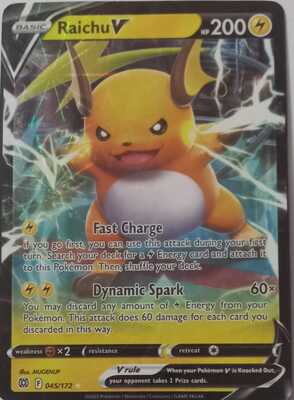 BASIC
Raichu V
HP 200
Fast Charge
If you go first, you can use this attack during your first
turn. Search your deck for a Energy card and attach it
to this Pokémon. Then, shuffle your deck.
Dynamic Spark 60×
You may discard any amount of Energy from your
Pokémon. This attack does 60 damage for each card you
discarded in this way.
weakness ×2 resistance
retreat
Illus. MUGENUP
F 045/172
V rule
When your Pokémon V is Knocked Out,
your opponent takes 2 Prize cards.